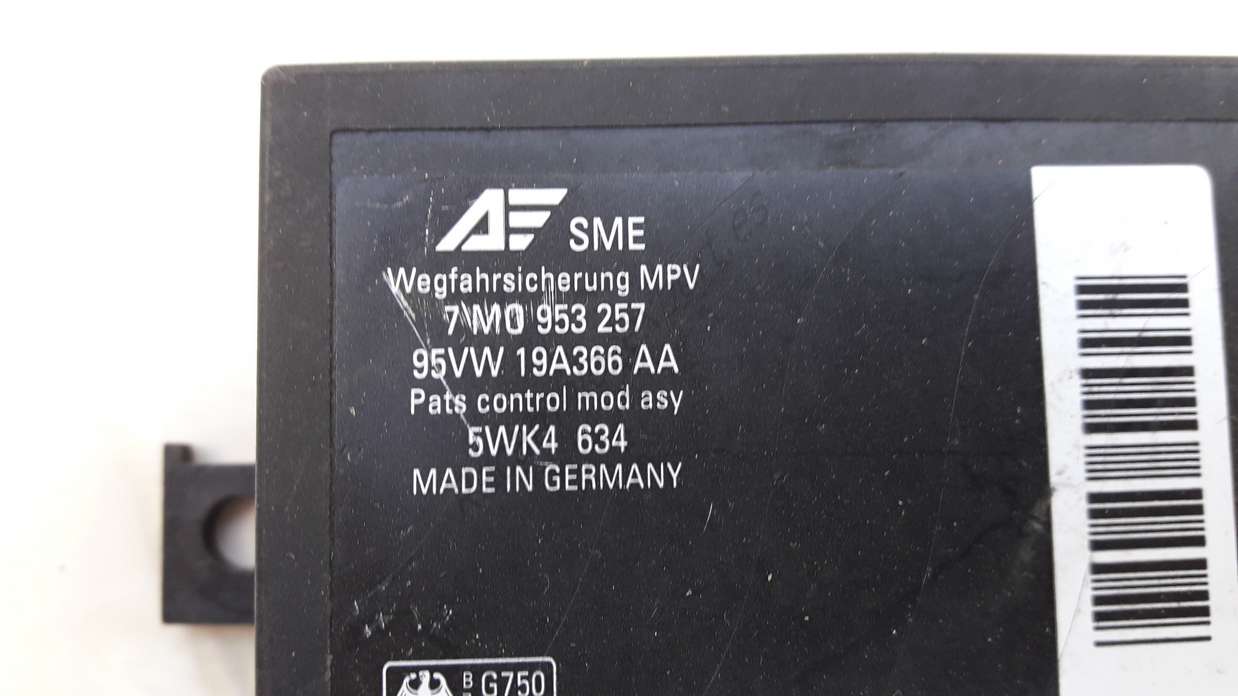 AE SME
Wegfahrsicherung MPV
7M0 953 257
95VW 19A366 AA
Pats control mod asy
5WK4 634
MADE IN GERMANY
G750